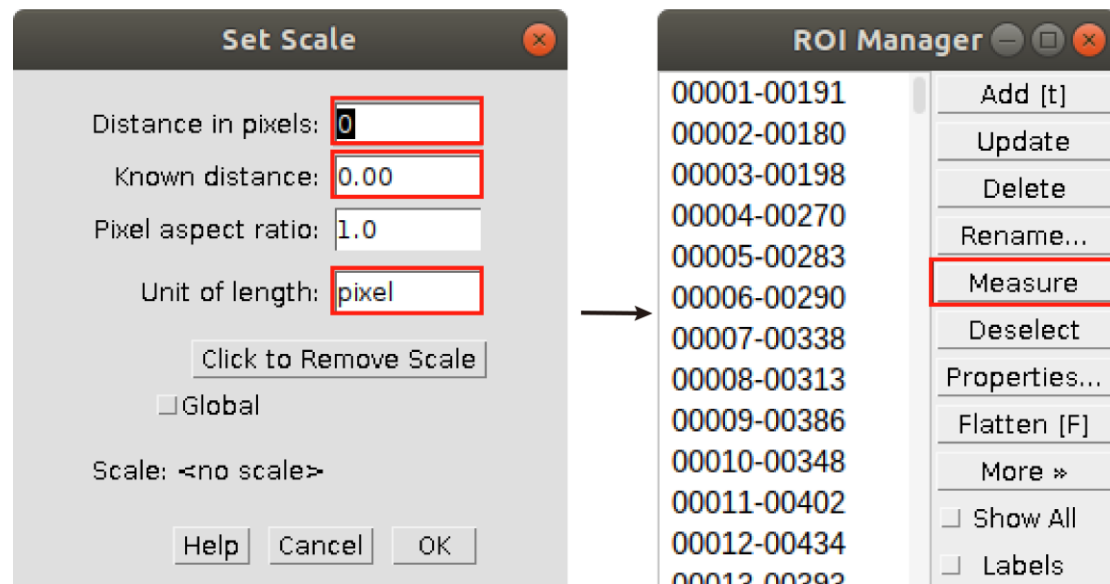 Set Scale
Distance in pixels: 0
Known distance: 0.00
Pixel aspect ratio: 1.0
Unit of length: pixel
Click to Remove Scale
Global
Scale: <no scale>
Help Cancel OK
ROI Manager
00001-00191
00002-00180
00003-00198
00004-00270
00005-00283
00006-00290
00007-00338
00008-00313
00009-00386
00010-00348
00011-00402
00012-00434
00013-00393
Add [t]
Update
Delete
Rename...
Measure
Deselect
Properties...
Flatten [F]
More »
Show All
Labels